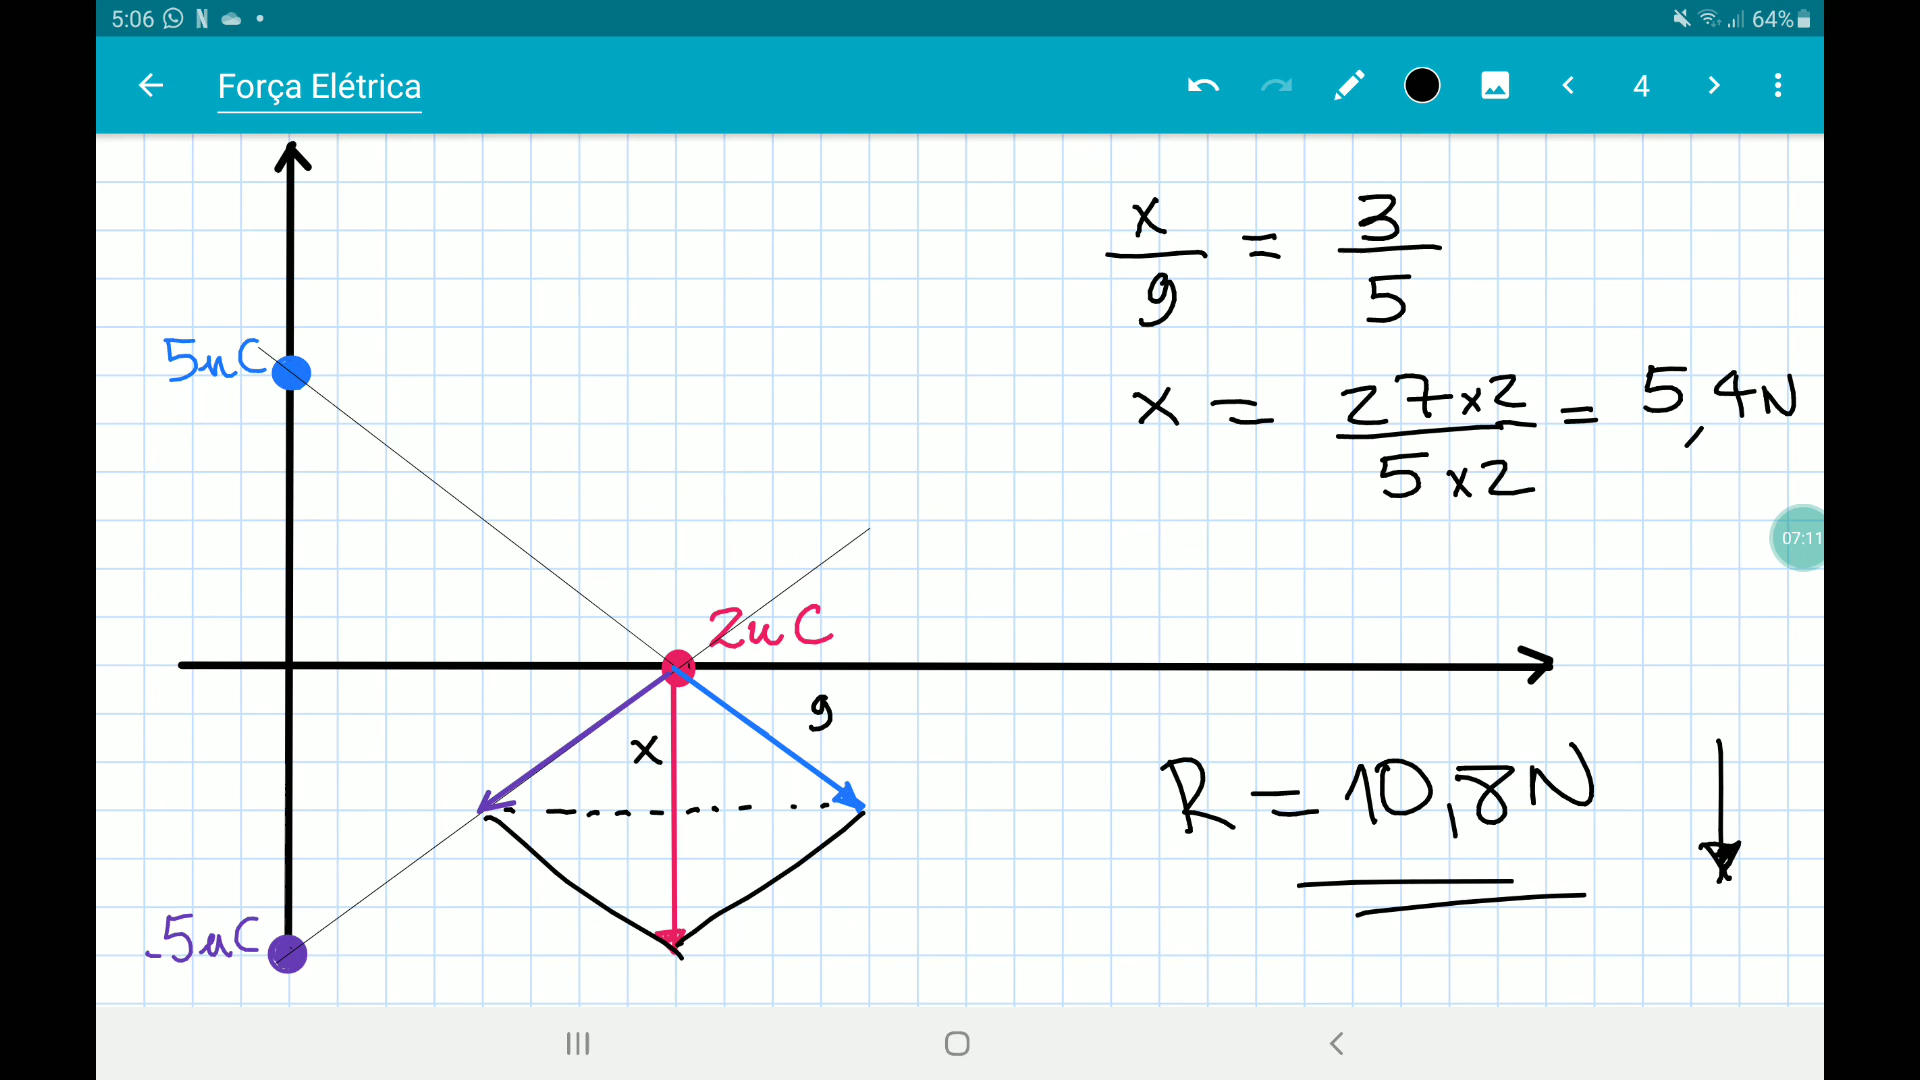 5:06 N 64%
Força Elétrica
4
x/9 = 3/5
5uC
x = 27x2/5x2 = 5,4N
07:11
2uC
9
x
R = 10,8N
-5uC